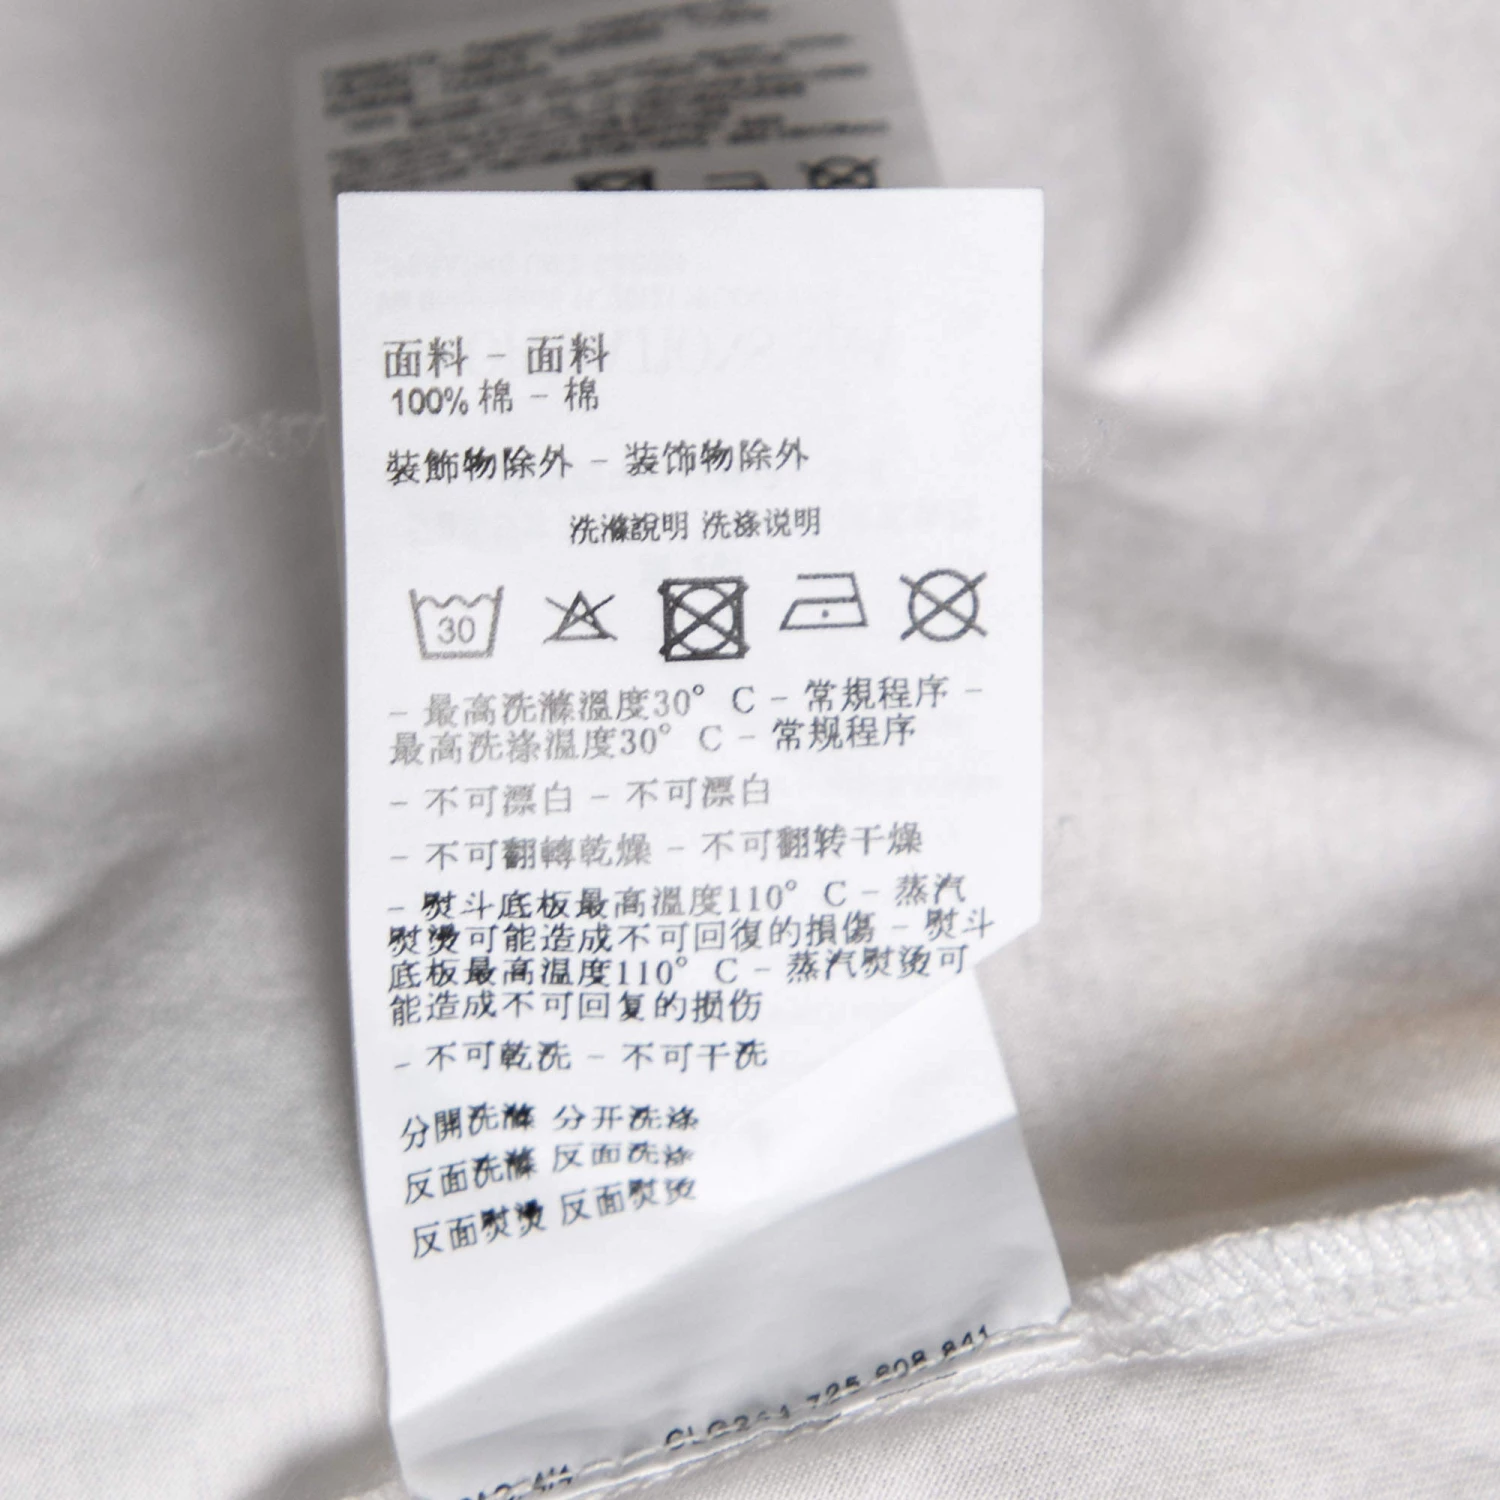 面料 - 面料
100% 棉 - 棉
装飾物除外 - 装饰物除外
洗滌說明 洗涤说明
30
- 最高洗滌溫度30° C - 常規程序 -
最高洗涤温度30° C - 常规程序
- 不可漂白 - 不可漂白
- 不可翻轉乾燥 - 不可翻转干燥
- 熨斗底板最高溫度110° C - 蒸汽
熨燙可能造成不可回復的損傷 - 熨斗
底板最高温度110° C - 蒸汽熨烫可
能造成不可回复的损伤
- 不可乾洗 - 不可干洗
分開洗滌 分开洗涤
反面洗滌 反面洗涤
反面熨燙 反面熨烫
725 608 841